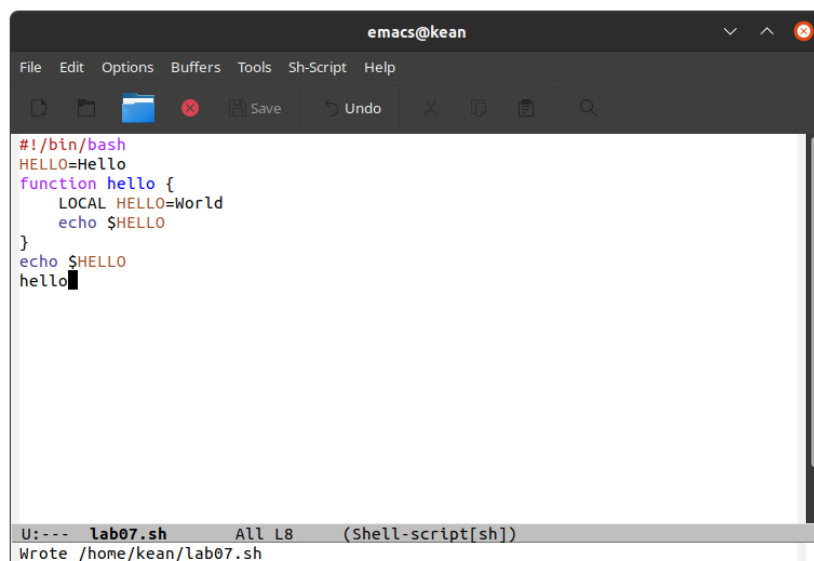 emacs@kean
File Edit Options Buffers Tools Sh-Script Help
Save Undo
#!/bin/bash
HELLO=Hello
function hello {
    LOCAL HELLO=World
    echo $HELLO
}
echo $HELLO
hello
U:--- lab07.sh All L8 (Shell-script[sh])
Wrote /home/kean/lab07.sh